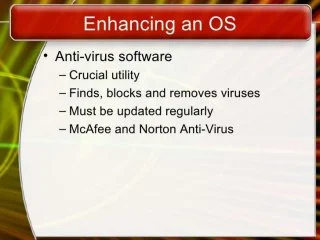 Enhancing an OS
• Anti-virus software
– Crucial utility
– Finds, blocks and removes viruses
– Must be updated regularly
– McAfee and Norton Anti-Virus